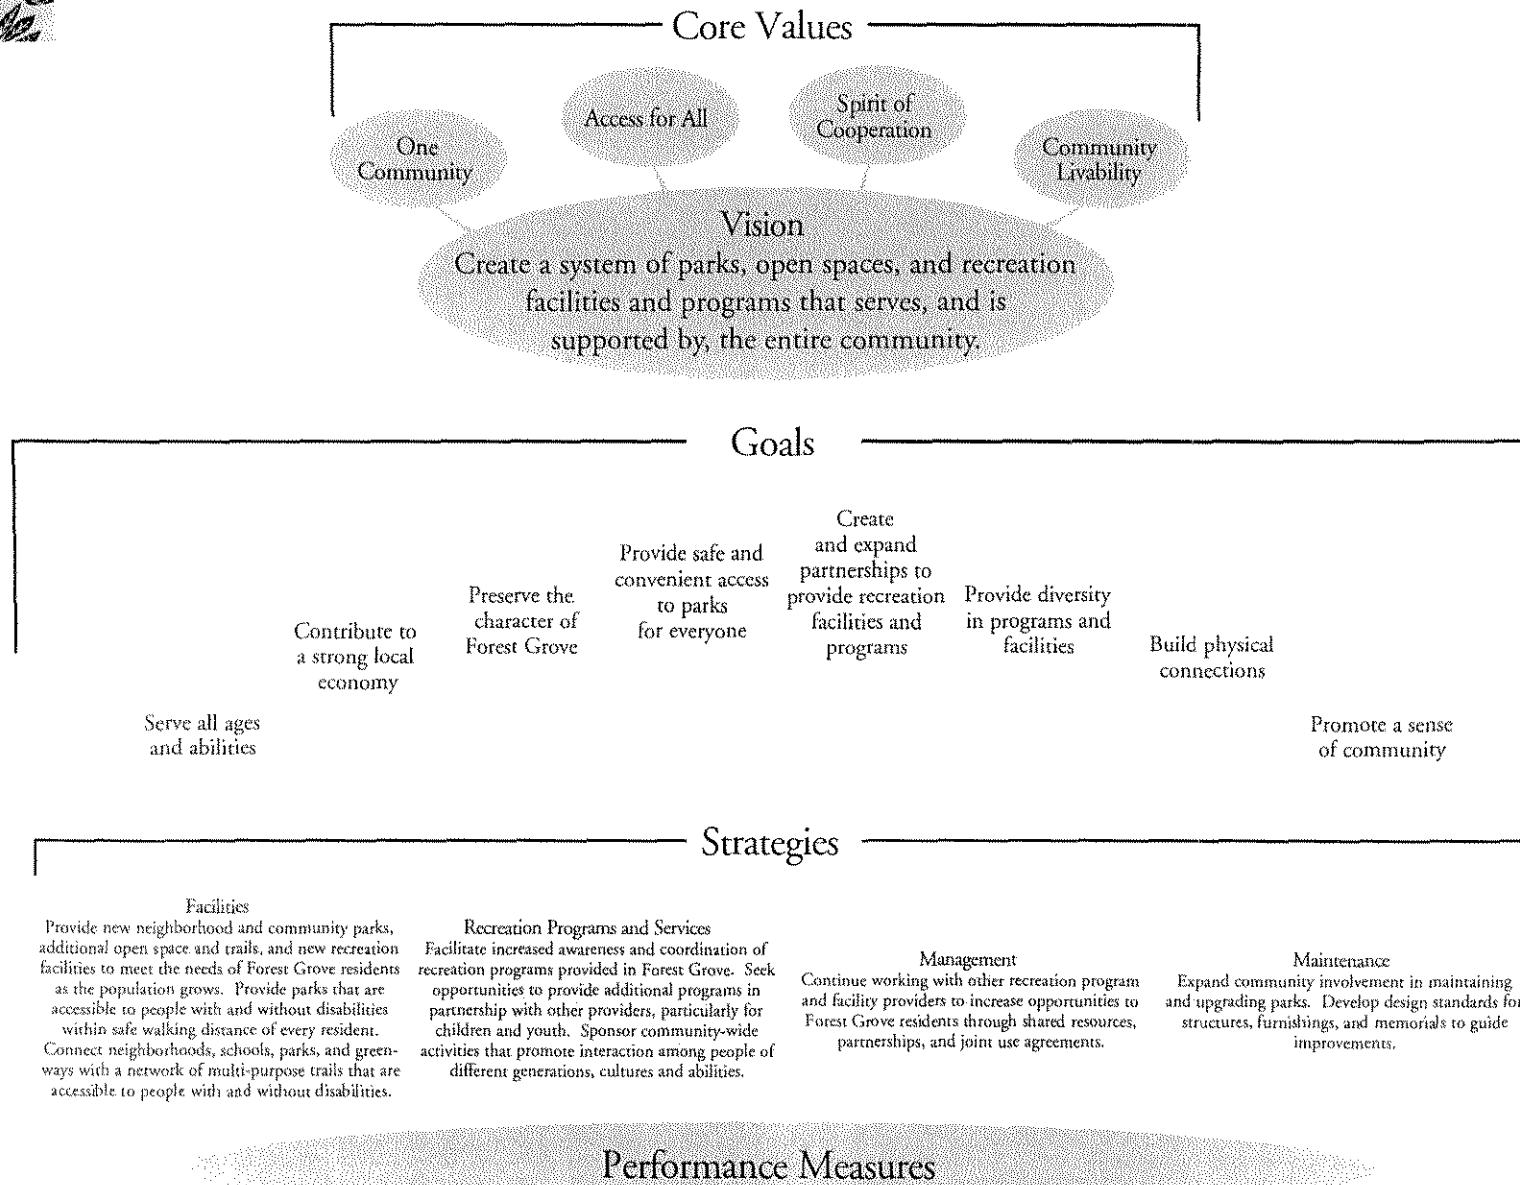 Core Values
One
Community
Access for All
Spirit of
Cooperation
Community
Livability
Vision
Create a system of parks, open spaces, and recreation
facilities and programs that serves, and is
supported by, the entire community.
Goals
Serve all ages
and abilities
Contribute to
a strong local
economy
Preserve the
character of
Forest Grove
Provide safe and
convenient access
to parks
for everyone
Create
and expand
partnerships to
provide recreation
facilities and
programs
Provide diversity
in programs and
facilities
Build physical
connections
Promote a sense
of community
Strategies
Facilities
Provide new neighborhood and community parks,
additional open space and trails, and new recreation
facilities to meet the needs of Forest Grove residents
as the population grows. Provide parks that are
accessible to people with and without disabilities
within safe walking distance of every resident.
Connect neighborhoods, schools, parks, and green-
ways with a network of multi-purpose trails that are
accessible to people with and without disabilities.
Recreation Programs and Services
Facilitate increased awareness and coordination of
recreation programs provided in Forest Grove. Seek
opportunities to provide additional programs in
partnership with other providers, particularly for
children and youth. Sponsor community-wide
activities that promote interaction among people of
different generations, cultures and abilities.
Management
Continue working with other recreation program
and facility providers to increase opportunities to
Forest Grove residents through shared resources,
partnerships, and joint use agreements.
Maintenance
Expand community involvement in maintaining
and upgrading parks. Develop design standards for
structures, furnishings, and memorials to guide
improvements.
Performance Measures